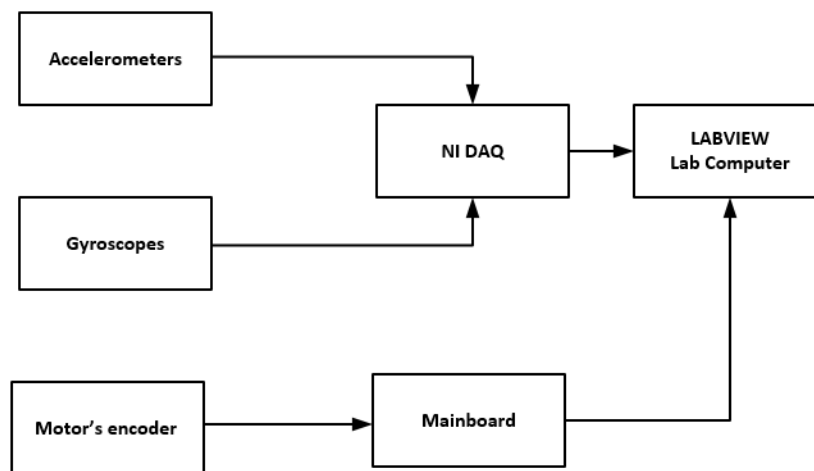 Accelerometers
NI DAQ
LABVIEW
Lab Computer
Gyroscopes
Motor’s encoder
Mainboard